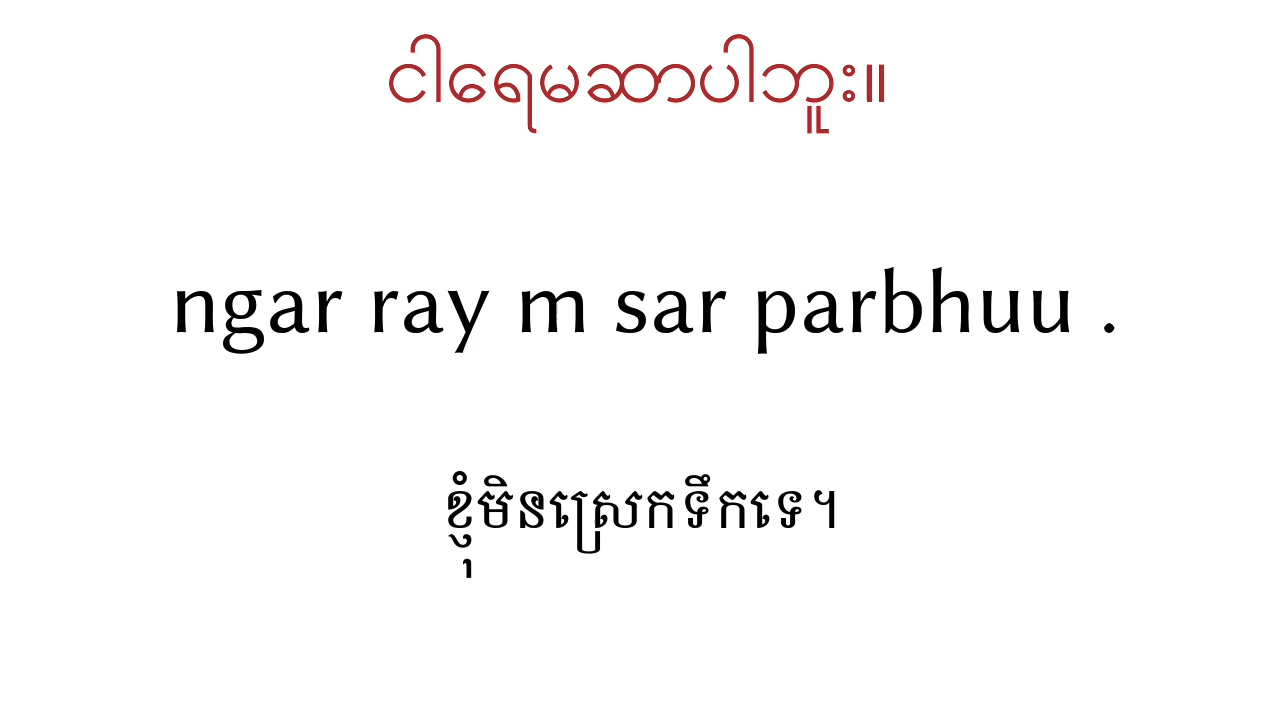 ငါရေမဆာပါဘူး။
ngar ray m sar parbhuu .
ខ្ញុំមិនស្រេកទឹកទេ។